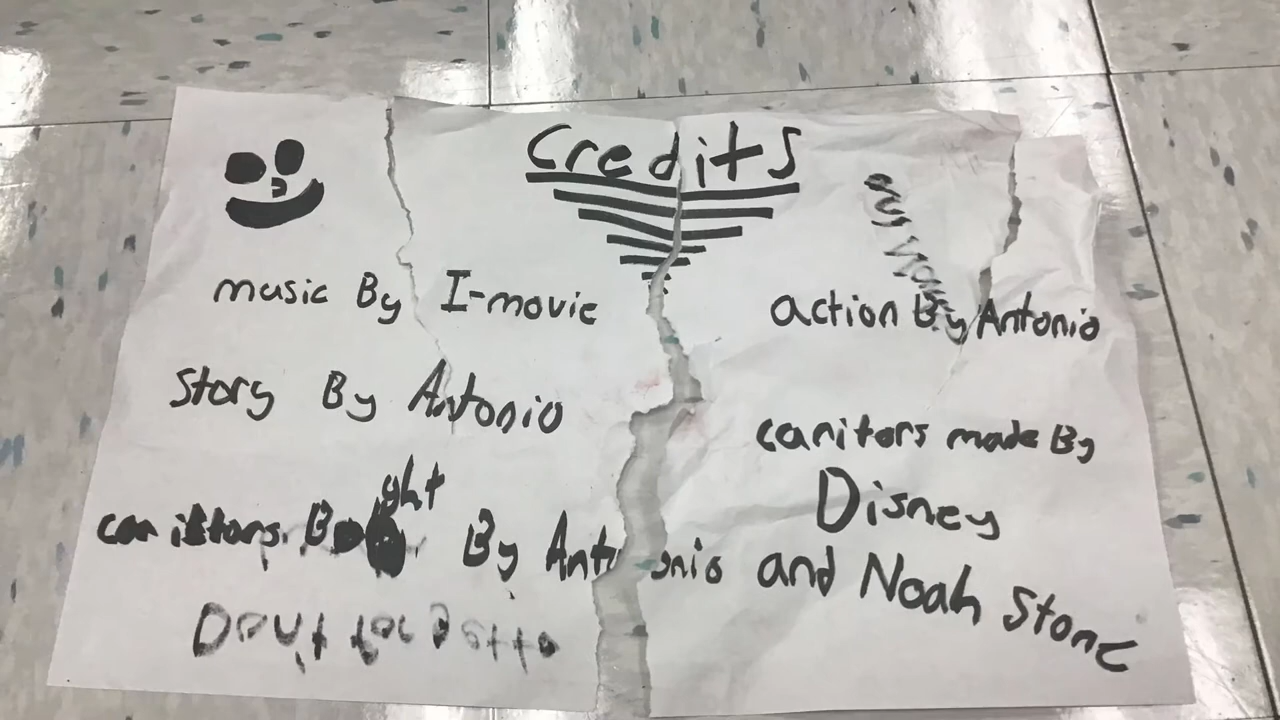 Credits
music By I-movie
action By Antonio
Story By Antonio
canitors made By
Disney
By Antonio and Noah Stone